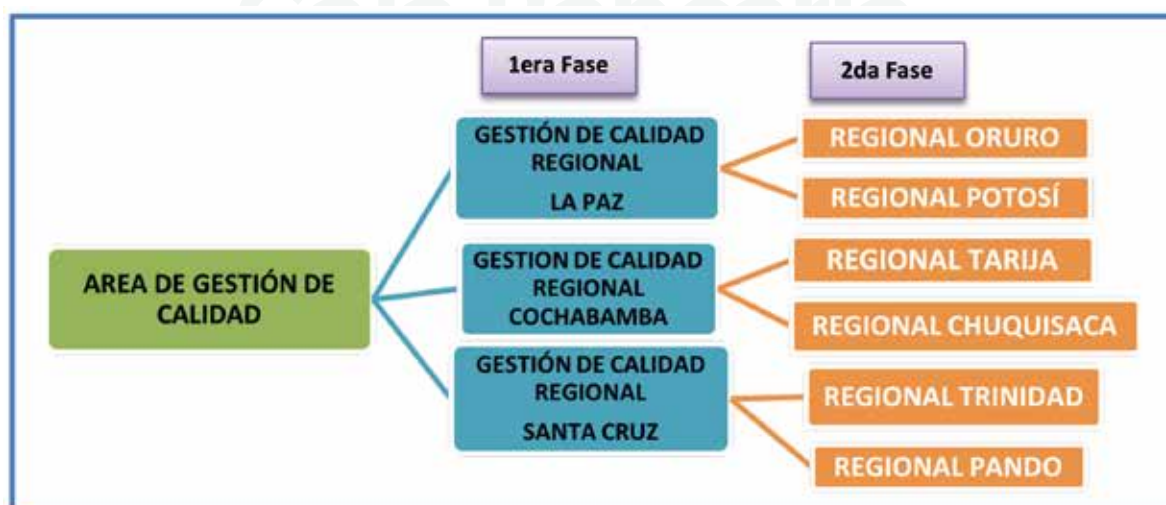 1era Fase
2da Fase
AREA DE GESTIÓN DE
CALIDAD
GESTIÓN DE CALIDAD
REGIONAL
LA PAZ
GESTION DE CALIDAD
REGIONAL
COCHABAMBA
GESTIÓN DE CALIDAD
REGIONAL
SANTA CRUZ
REGIONAL ORURO
REGIONAL POTOSÍ
REGIONAL TARIJA
REGIONAL CHUQUISACA
REGIONAL TRINIDAD
REGIONAL PANDO